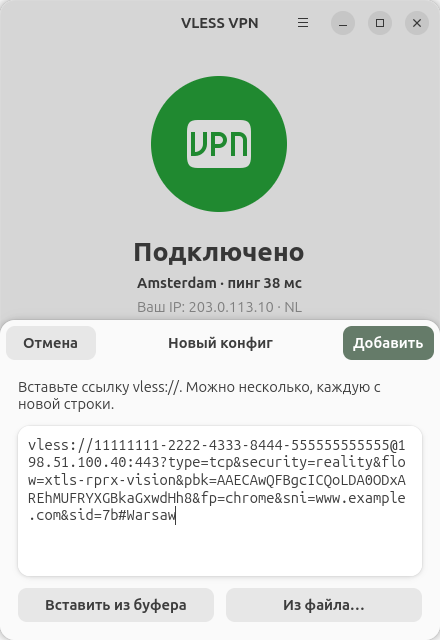 VLESS VPN
VPN
Подключено
Amsterdam · пинг 38 мс
Ваш IP: 203.0.113.10 · NL
Отмена
Новый конфиг
Добавить
Вставьте ссылку vless://. Можно несколько, каждую с
новой строки.
vless://11111111-2222-4333-8444-555555555555@1
98.51.100.40:443?type=tcp&security=reality&flo
w=xtls-rprx-vision&pbk=AAECAwQFBgcICQoLDA0ODxA
REhMUFRYXGBkaGxwdHh8&fp=chrome&sni=www.example
.com&sid=7b#Warsaw
Вставить из буфера
Из файла…